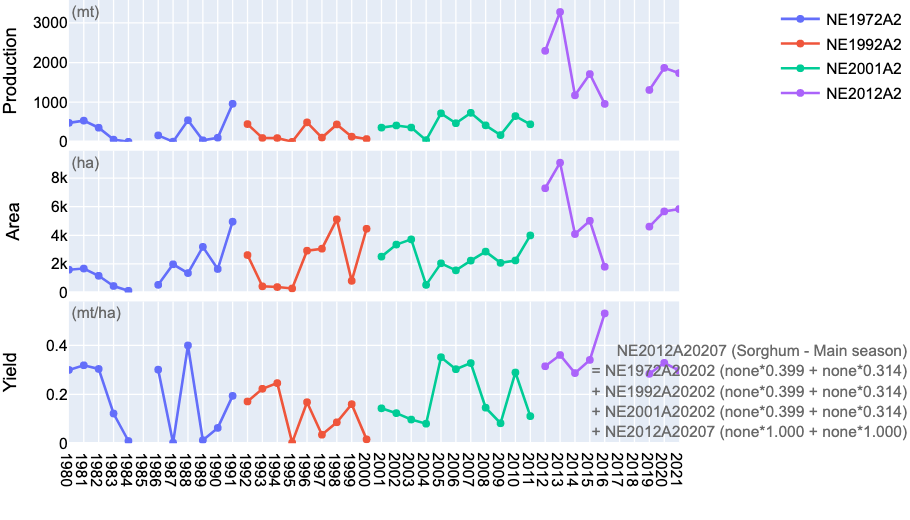 (mt)
3000
2000
1000
0
Production
NE1972A2
NE1992A2
NE2001A2
NE2012A2
(ha)
8k
6k
4k
2k
0
Area
(mt/ha)
0.4
0.2
0
Yield
NE2012A20207 (Sorghum - Main season)
= NE1972A20202 (none*0.399 + none*0.314)
+ NE1992A20202 (none*0.399 + none*0.314)
+ NE2001A20202 (none*0.399 + none*0.314)
+ NE2012A20207 (none*1.000 + none*1.000)
1980 1981 1982 1983 1984 1985 1986 1987 1988 1989 1990 1991 1992 1993 1994 1995 1996 1997 1998 1999 2000 2001 2002 2003 2004 2005 2006 2007 2008 2009 2010 2011 2012 2013 2014 2015 2016 2017 2018 2019 2020 2021